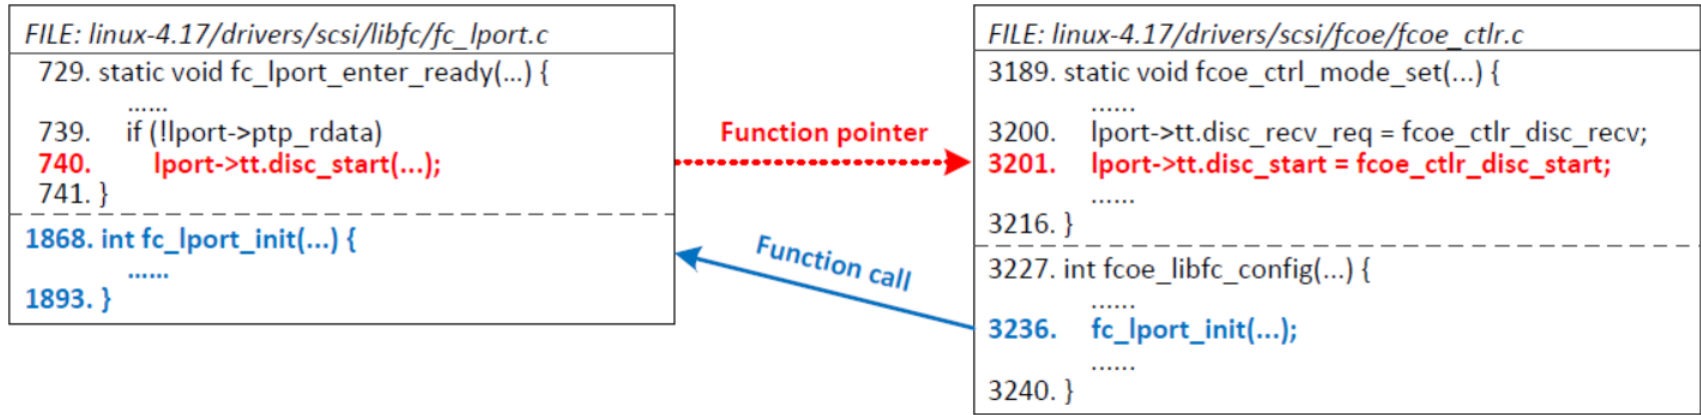 FILE: linux-4.17/drivers/scsi/libfc/fc_lport.c
729. static void fc_lport_enter_ready(...) {
......
739. if (!lport->ptp_rdata)
740. lport->tt.disc_start(...);
741. }
1868. int fc_lport_init(...) {
......
1893. }
Function pointer
Function call
FILE: linux-4.17/drivers/scsi/fcoe/fcoe_ctlr.c
3189. static void fcoe_ctrl_mode_set(...) {
......
3200. lport->tt.disc_recv_req = fcoe_ctlr_disc_recv;
3201. lport->tt.disc_start = fcoe_ctlr_disc_start;
......
3216. }
3227. int fcoe_libfc_config(...) {
......
3236. fc_lport_init(...);
......
3240. }